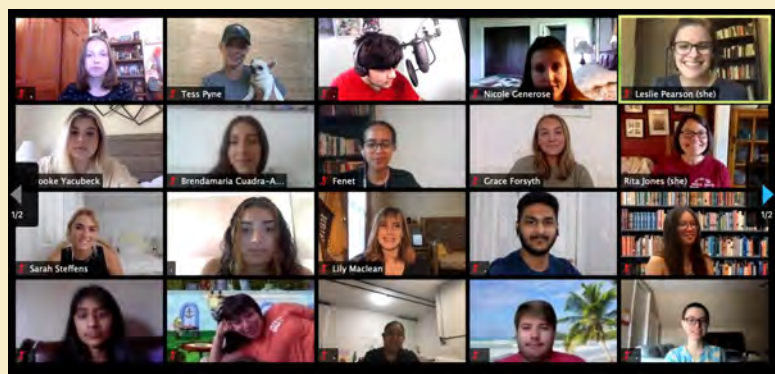 Tess Pyne
Nicole Generose
Leslie Pearson (she)
ooke Yacubeck
Brendamaria Cuadra-A...
Fenet
Grace Forsyth
Rita Jones (she)
1/2
1/2
Sarah Steffens
Lily Maclean